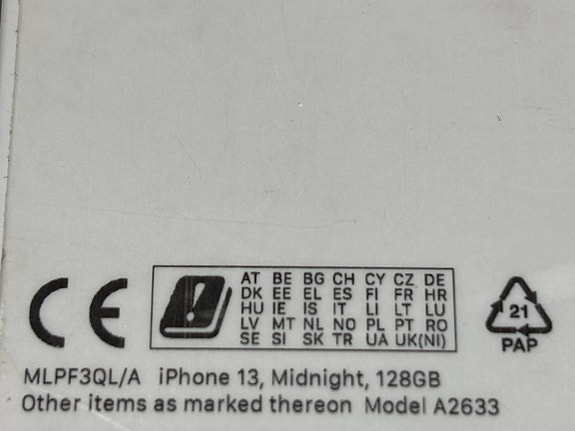 CE
AT BE BG CH CY CZ DE
DK EE EL ES FI FR HR
HU IE IS IT LI LT LU
LV MT NL NO PL PT RO
SE SI SK TR UA UK(NI)
21
PAP
MLPF3QL/A iPhone 13, Midnight, 128GB
Other items as marked thereon Model A2633